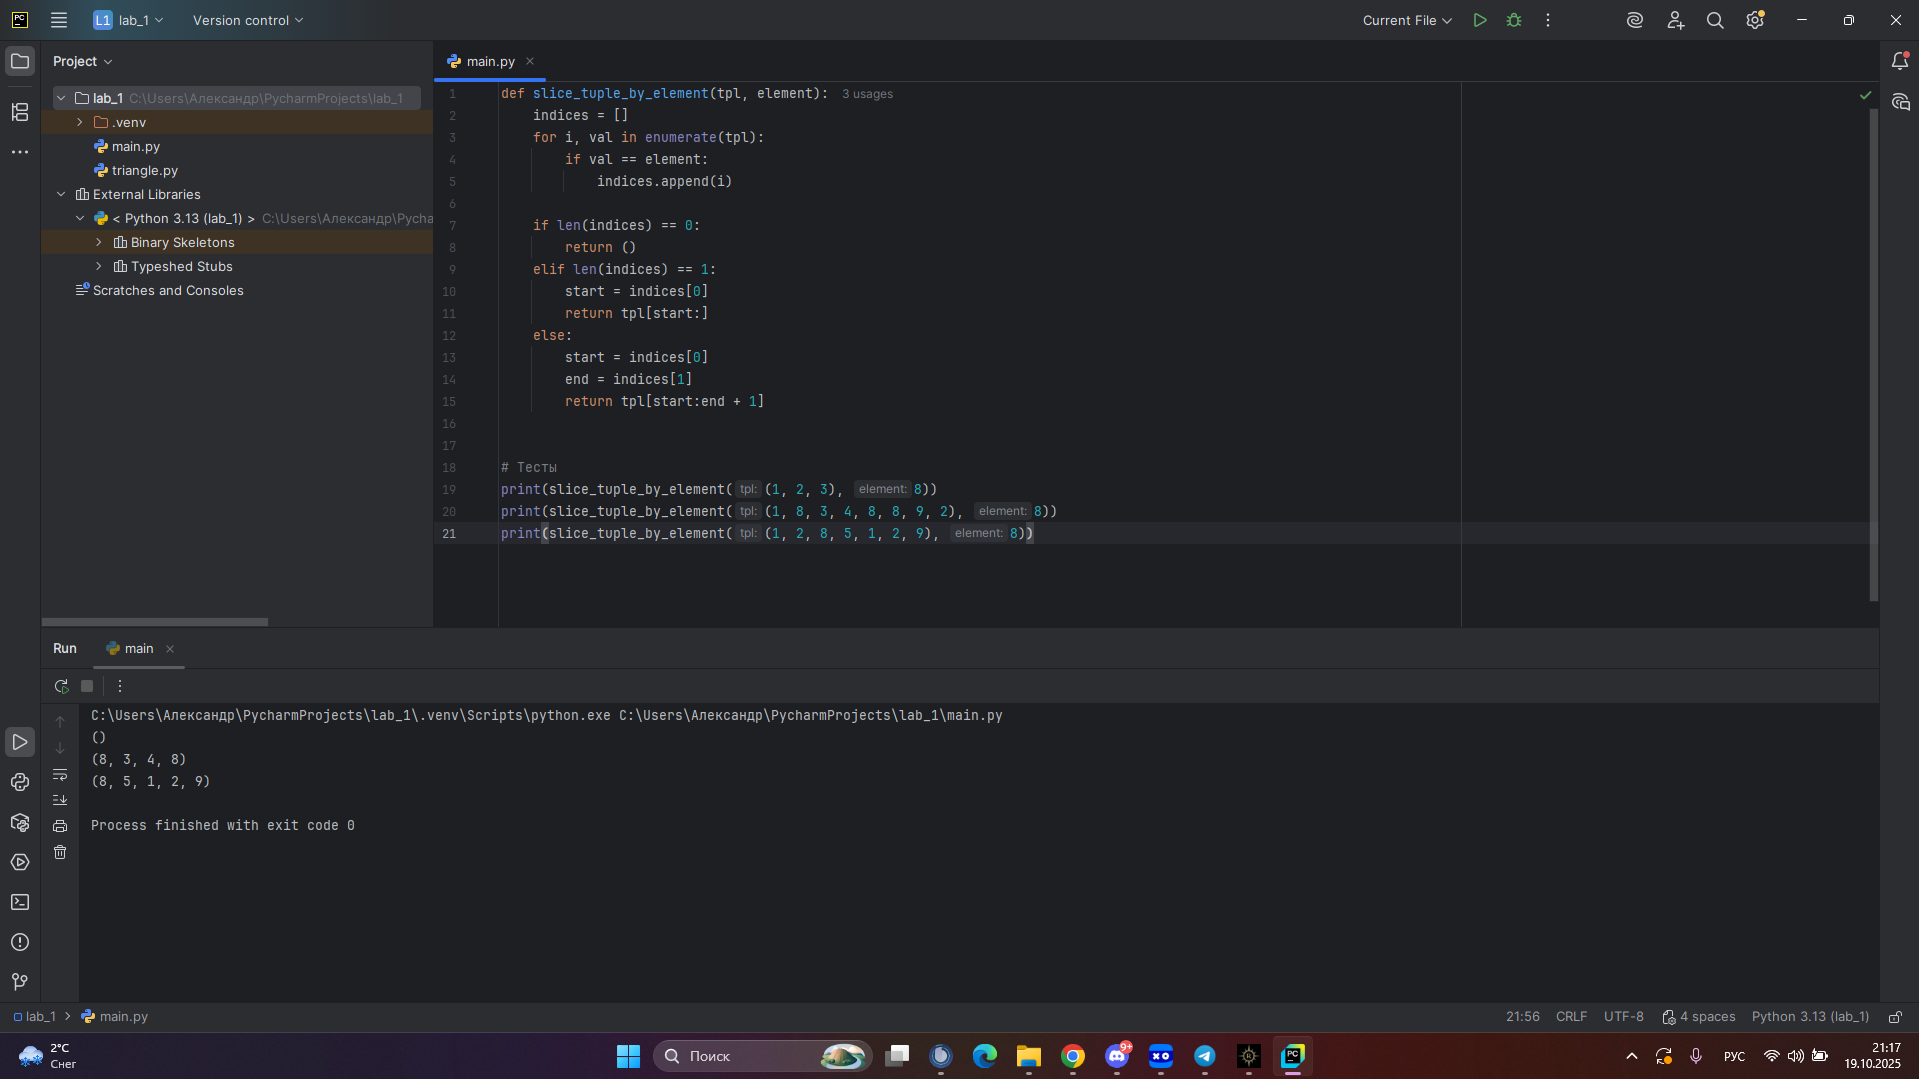 PC
L1 lab_1
Version control
Current File
Project
main.py
lab_1 C:\Users\Александр\PycharmProjects\lab_1
.venv
main.py
triangle.py
External Libraries
< Python 3.13 (lab_1) > C:\Users\Александр\Pycha
Binary Skeletons
Typeshed Stubs
Scratches and Consoles
1 def slice_tuple_by_element(tpl, element): 3 usages
2 indices = []
3 for i, val in enumerate(tpl):
4 if val == element:
5 indices.append(i)
6
7 if len(indices) == 0:
8 return ()
9 elif len(indices) == 1:
10 start = indices[0]
11 return tpl[start:]
12 else:
13 start = indices[0]
14 end = indices[1]
15 return tpl[start:end + 1]
16
17
18 # Тесты
19 print(slice_tuple_by_element( tpl: (1, 2, 3), element: 8))
20 print(slice_tuple_by_element( tpl: (1, 8, 3, 4, 8, 8, 9, 2), element: 8))
21 print(slice_tuple_by_element( tpl: (1, 2, 8, 5, 1, 2, 9), element: 8))
Run main
C:\Users\Александр\PycharmProjects\lab_1\.venv\Scripts\python.exe C:\Users\Александр\PycharmProjects\lab_1\main.py
()
(8, 3, 4, 8)
(8, 5, 1, 2, 9)
Process finished with exit code 0
lab_1 > main.py
21:56 CRLF UTF-8 4 spaces Python 3.13 (lab_1)
2°C
Снег
Поиск
9+
XO
PC
РУС
21:17
19.10.2025